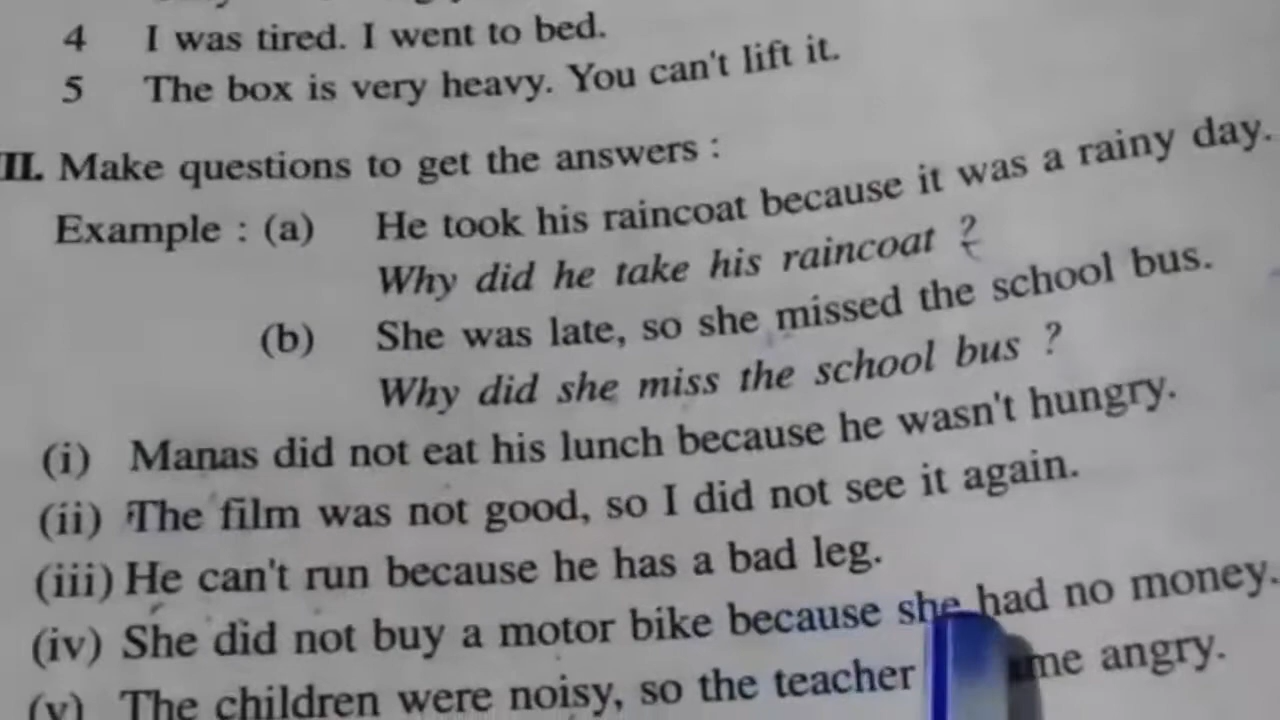 4 I was tired. I went to bed.
5 The box is very heavy. You can't lift it.
II. Make questions to get the answers :
Example : (a) He took his raincoat because it was a rainy day.
Why did he take his raincoat ?
(b) She was late, so she missed the school bus.
Why did she miss the school bus ?
(i) Manas did not eat his lunch because he wasn't hungry.
(ii) The film was not good, so I did not see it again.
(iii) He can't run because he has a bad leg.
(iv) She did not buy a motor bike because she had no money.
(v) The children were noisy, so the teacher angry.